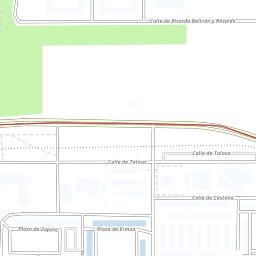 Calle de Ricardo Beltrán y Rózpide
Calle de Tolosa
Calle de Tolosa
Calle de Cestona
Plaza de Zapola
Plaza de Ermua